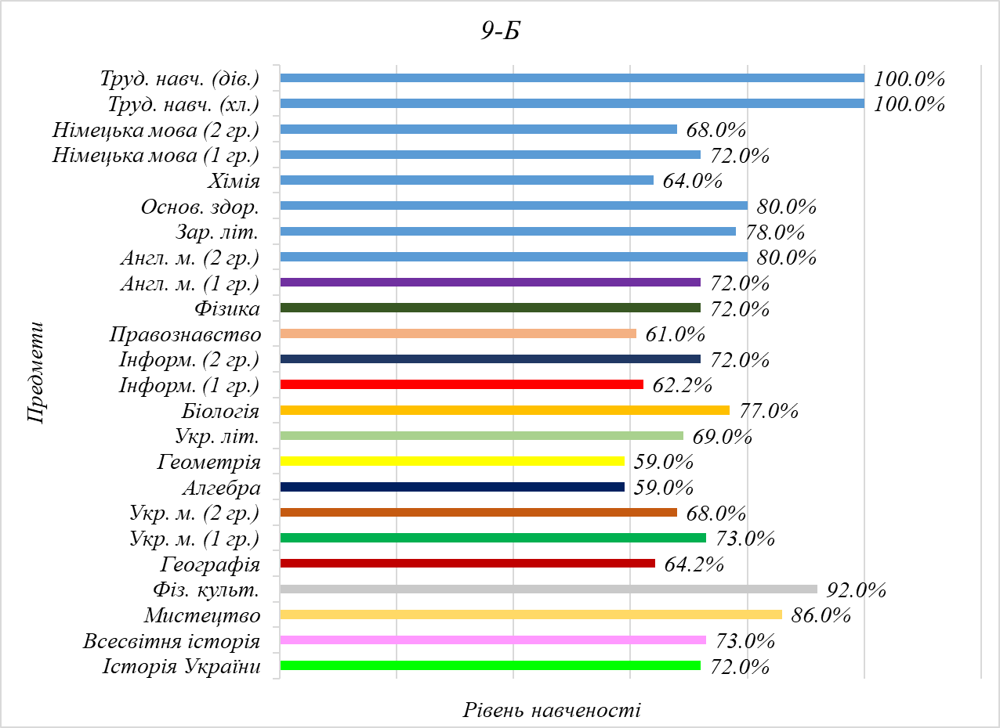 9-Б
Труд. навч. (дів.) 100.0%
Труд. навч. (хл.) 100.0%
Німецька мова (2 гр.) 68.0%
Німецька мова (1 гр.) 72.0%
Хімія 64.0%
Основ. здор. 80.0%
Зар. літ. 78.0%
Англ. м. (2 гр.) 80.0%
Англ. м. (1 гр.) 72.0%
Фізика 72.0%
Правознавство 61.0%
Інформ. (2 гр.) 72.0%
Інформ. (1 гр.) 62.2%
Біологія 77.0%
Укр. літ. 69.0%
Геометрія 59.0%
Алгебра 59.0%
Укр. м. (2 гр.) 68.0%
Укр. м. (1 гр.) 73.0%
Географія 64.2%
Фіз. культ. 92.0%
Мистецтво 86.0%
Всесвітня історія 73.0%
Історія України 72.0%
Предмети
Рівень навченості